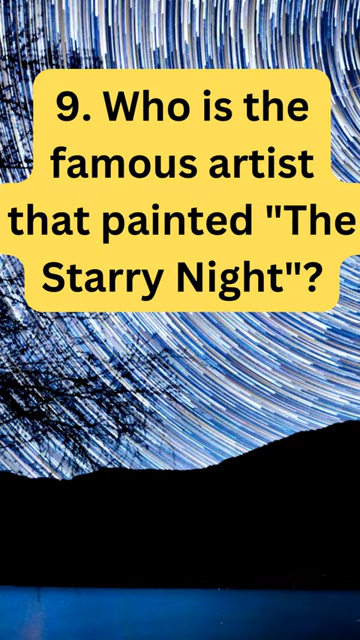 9. Who is the
famous artist
that painted "The
Starry Night"?